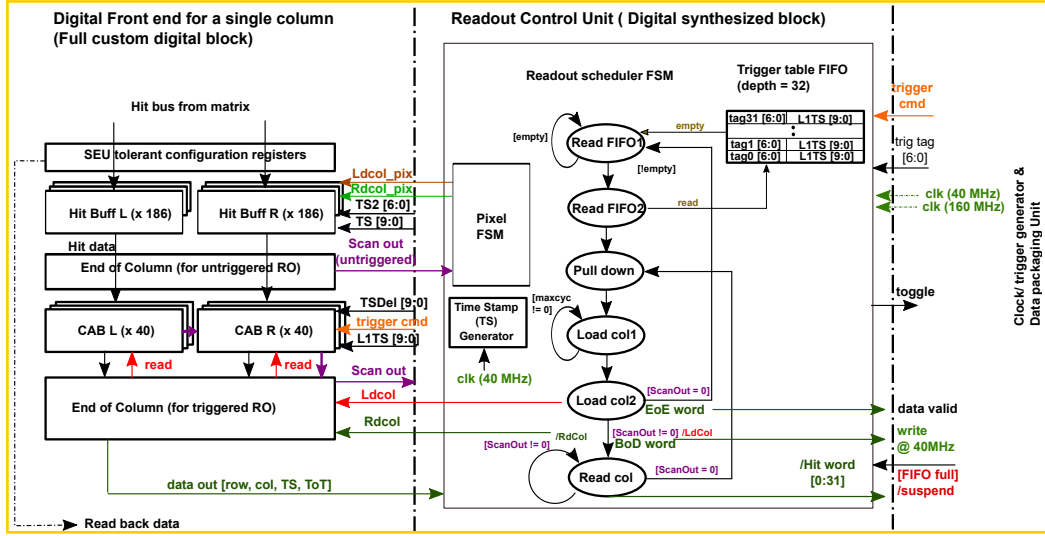 Digital Front end for a single column
(Full custom digital block)
Readout Control Unit ( Digital synthesized block)
Hit bus from matrix
SEU tolerant configuration registers
Hit Buff L (x 186)
Hit Buff R (x 186)
Hit data
End of Column (for untriggered RO)
CAB L (x 40)
CAB R (x 40)
read
read
End of Column (for triggered RO)
data out [row, col, TS, ToT]
Read back data
Ldcol_pix
Rdcol_pix
TS2 [6:0]
TS [9:0]
Scan out
(untriggered)
TSDel [9:0]
trigger cmd
L1TS [9:0]
Scan out
Ldcol
Rdcol
Pixel
FSM
Time Stamp
(TS)
Generator
clk (40 MHz)
Readout scheduler FSM
[empty]
Read FIFO1
empty
[!empty]
Read FIFO2
read
Pull down
[maxcyc
!= 0]
Load col1
Load col2
[ScanOut = 0]
EoE word
[ScanOut != 0] /LdCol
BoD word
/RdCol
[ScanOut != 0]
Read col
[ScanOut = 0]
Trigger table FIFO
(depth = 32)
tag31 [6:0] L1TS [9:0]
tag1 [6:0] L1TS [9:0]
tag0 [6:0] L1TS [9:0]
/Hit word
[0:31]
trigger
cmd
trig tag
[6:0]
clk (40 MHz)
clk (160 MHz)
toggle
data valid
write
@ 40MHz
[FIFO full]
/suspend
Clock/ trigger generator &
Data packaging Unit